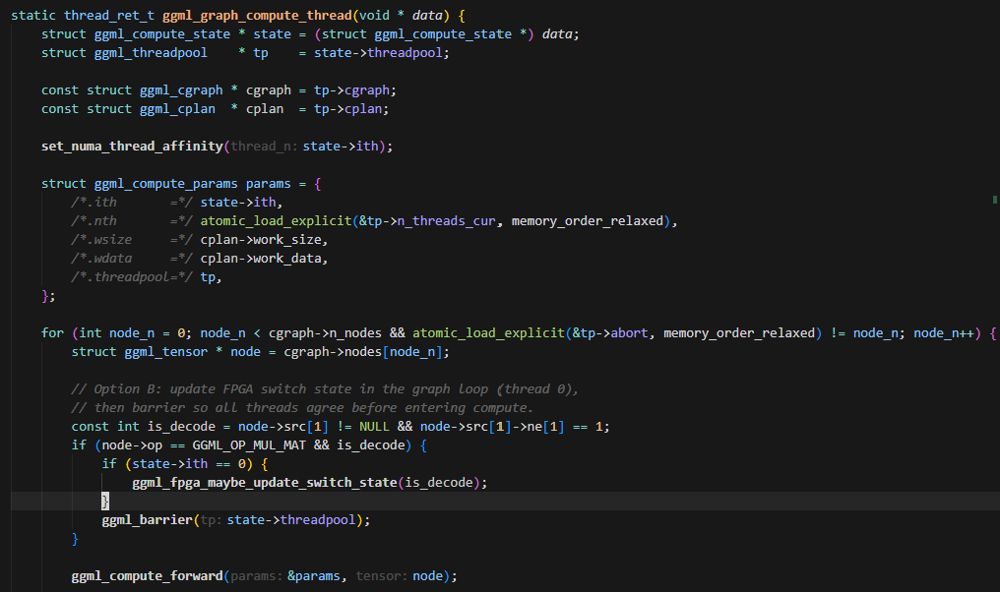 static thread_ret_t ggml_graph_compute_thread(void * data) {
    struct ggml_compute_state * state = (struct ggml_compute_state *) data;
    struct ggml_threadpool    * tp    = state->threadpool;

    const struct ggml_cgraph * cgraph = tp->cgraph;
    const struct ggml_cplan  * cplan  = tp->cplan;

    set_numa_thread_affinity(thread_n: state->ith);

    struct ggml_compute_params params = {
        /*.ith       =*/ state->ith,
        /*.nth       =*/ atomic_load_explicit(&tp->n_threads_cur, memory_order_relaxed),
        /*.wsize     =*/ cplan->work_size,
        /*.wdata     =*/ cplan->work_data,
        /*.threadpool=*/ tp,
    };

    for (int node_n = 0; node_n < cgraph->n_nodes && atomic_load_explicit(&tp->abort, memory_order_relaxed) != node_n; node_n++) {
        struct ggml_tensor * node = cgraph->nodes[node_n];

        // Option B: update FPGA switch state in the graph loop (thread 0),
        // then barrier so all threads agree before entering compute.
        const int is_decode = node->src[1] != NULL && node->src[1]->ne[1] == 1;
        if (node->op == GGML_OP_MUL_MAT && is_decode) {
            if (state->ith == 0) {
                ggml_fpga_maybe_update_switch_state(is_decode);
            }
            ggml_barrier(tp: state->threadpool);
        }

        ggml_compute_forward(params: &params, tensor: node);